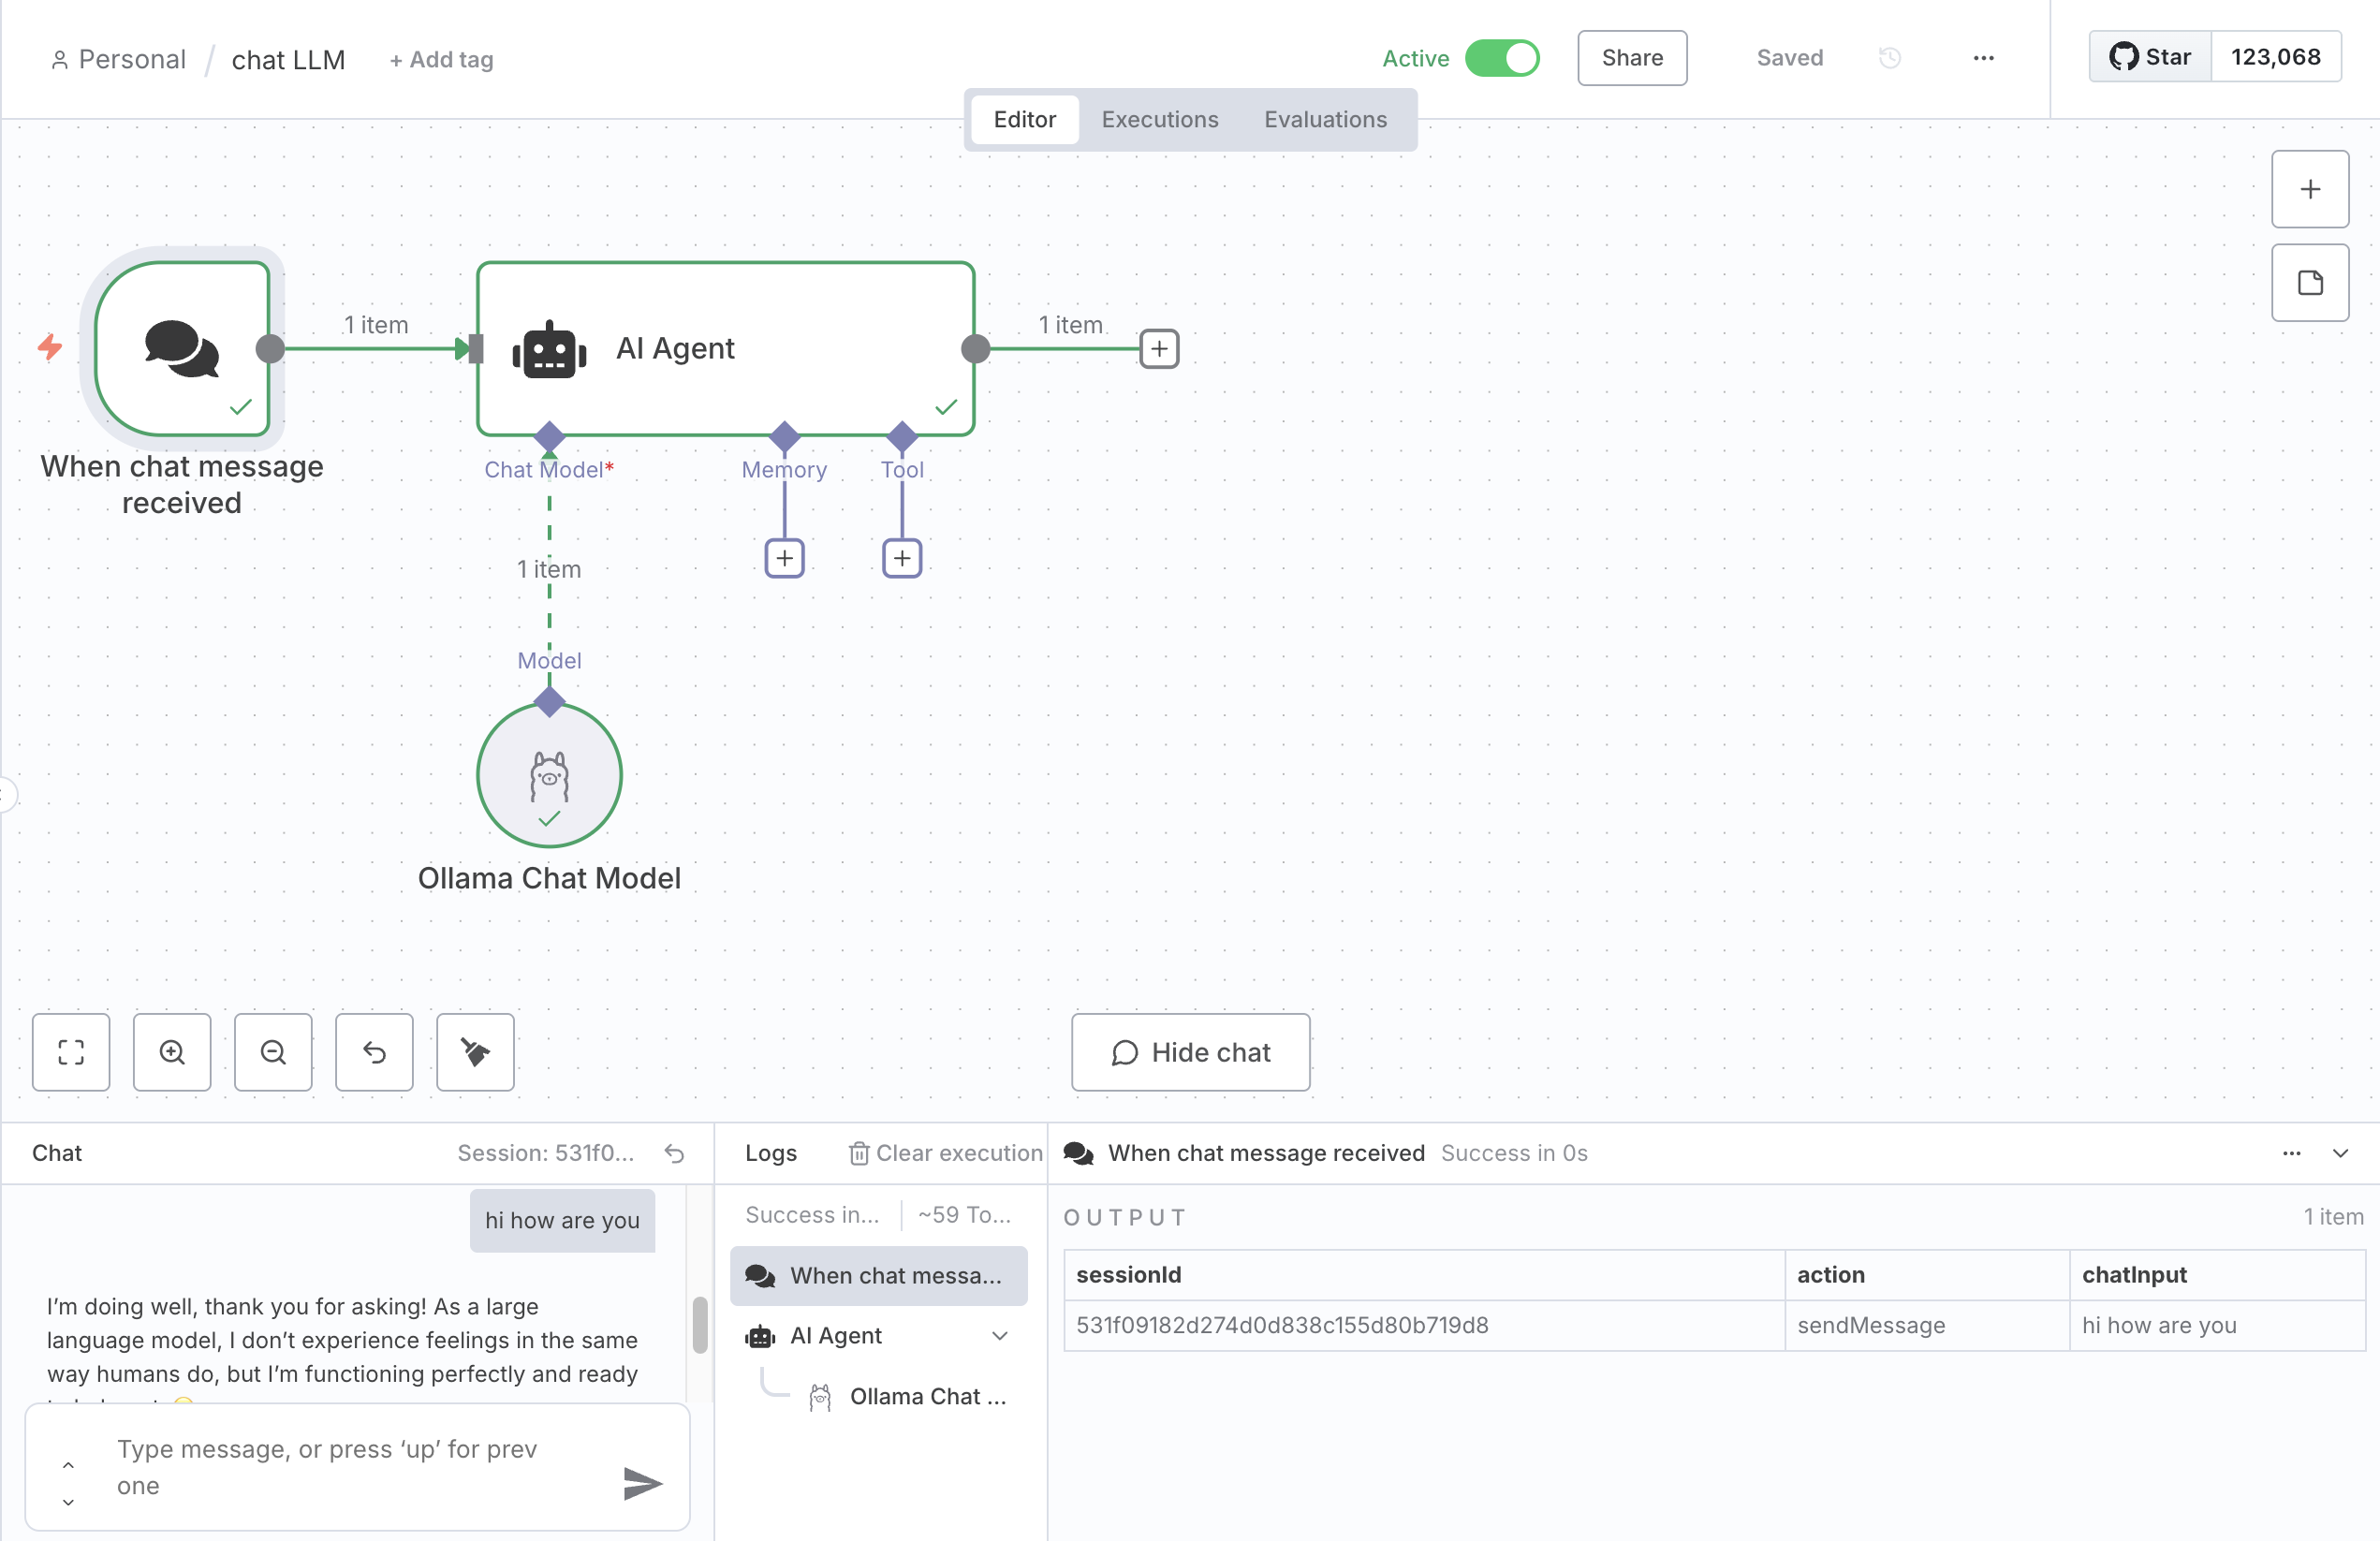 Personal / chat LLM + Add tag
Active Share Saved ... Star 123,068
Editor Executions Evaluations
1 item
1 item
AI Agent
When chat message
received
Chat Model*
Memory
Tool
1 item
Model
Ollama Chat Model
Hide chat
Chat Session: 531f0...
hi how are you
I'm doing well, thank you for asking! As a large
language model, I don't experience feelings in the same
way humans do, but I'm functioning perfectly and ready
Type message, or press ‘up’ for prev
one
Logs Clear execution
Success in... ~59 To...
When chat messa...
AI Agent
Ollama Chat ...
When chat message received Success in 0s
OUTPUT 1 item
sessionId action chatInput
531f09182d274d0d838c155d80b719d8 sendMessage hi how are you